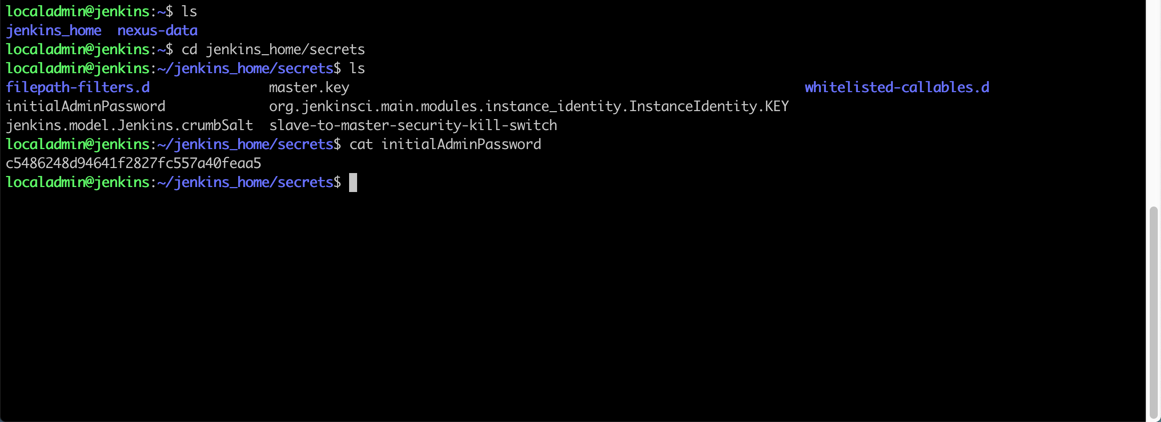 localadmin@jenkins:~$ ls
jenkins_home  nexus-data
localadmin@jenkins:~$ cd jenkins_home/secrets
localadmin@jenkins:~/jenkins_home/secrets$ ls
filepath-filters.d               master.key                                                         whitelisted-callables.d
initialAdminPassword             org.jenkinsci.main.modules.instance_identity.InstanceIdentity.KEY
jenkins.model.Jenkins.crumbSalt  slave-to-master-security-kill-switch
localadmin@jenkins:~/jenkins_home/secrets$ cat initialAdminPassword
c5486248d94641f2827fc557a40feaa5
localadmin@jenkins:~/jenkins_home/secrets$